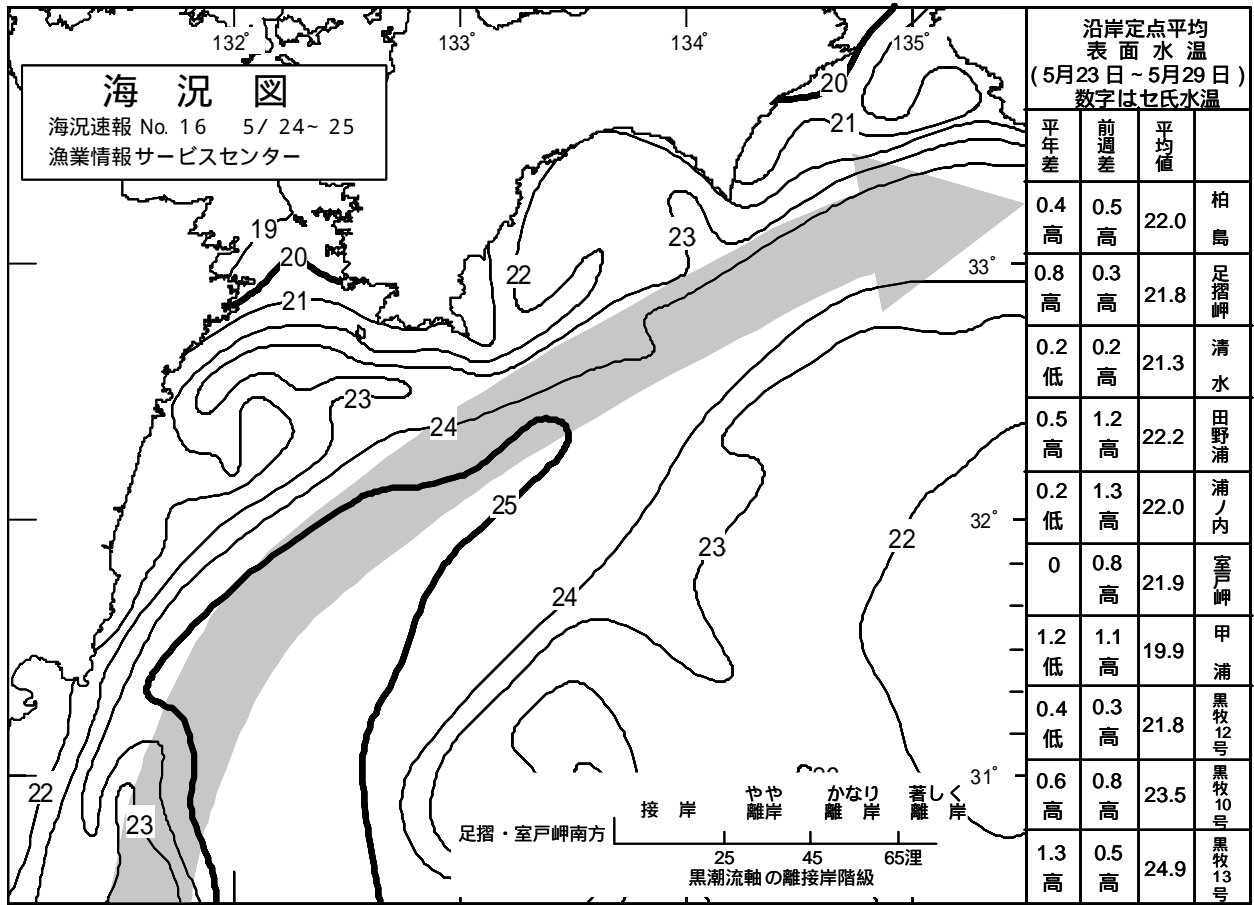 132°
133°
134°
135°
海況図
海況速報 No. 16 5/ 24~ 25
漁業情報サービスセンター
20
21
19
20
21
22
23
33°
23
24
25
24
23
22
32°
31°
22
23
接岸 やや離岸 かなり離岸 著しく離岸
足摺・室戸岬南方
25 45 65浬
黒潮流軸の離接岸階級
沿岸定点平均
表面水温
(5月23日~5月29日)
数字はセ氏水温
平年差 前週差 平均値
0.4高 0.5高 22.0 柏島
0.8高 0.3高 21.8 足摺岬
0.2低 0.2高 21.3 清水
0.5高 1.2高 22.2 田野浦
0.2低 1.3高 22.0 浦ノ内
0 0.8高 21.9 室戸岬
1.2低 1.1高 19.9 甲浦
0.4低 0.3高 21.8 黒牧12号
0.6高 0.8高 23.5 黒牧10号
1.3高 0.5高 24.9 黒牧13号